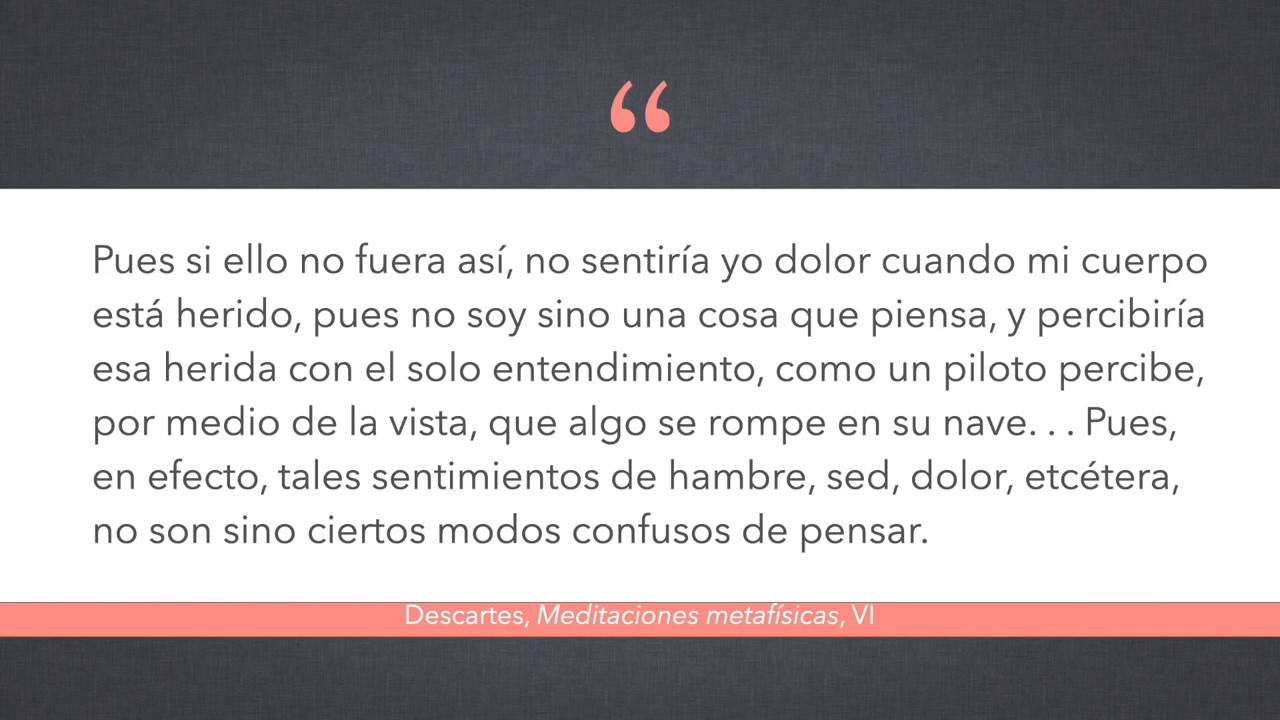 “
Pues si ello no fuera así, no sentiría yo dolor cuando mi cuerpo
está herido, pues no soy sino una cosa que piensa, y percibiría
esa herida con el solo entendimiento, como un piloto percibe,
por medio de la vista, que algo se rompe en su nave. . . Pues,
en efecto, tales sentimientos de hambre, sed, dolor, etcétera,
no son sino ciertos modos confusos de pensar.
Descartes, Meditaciones metafísicas, VI